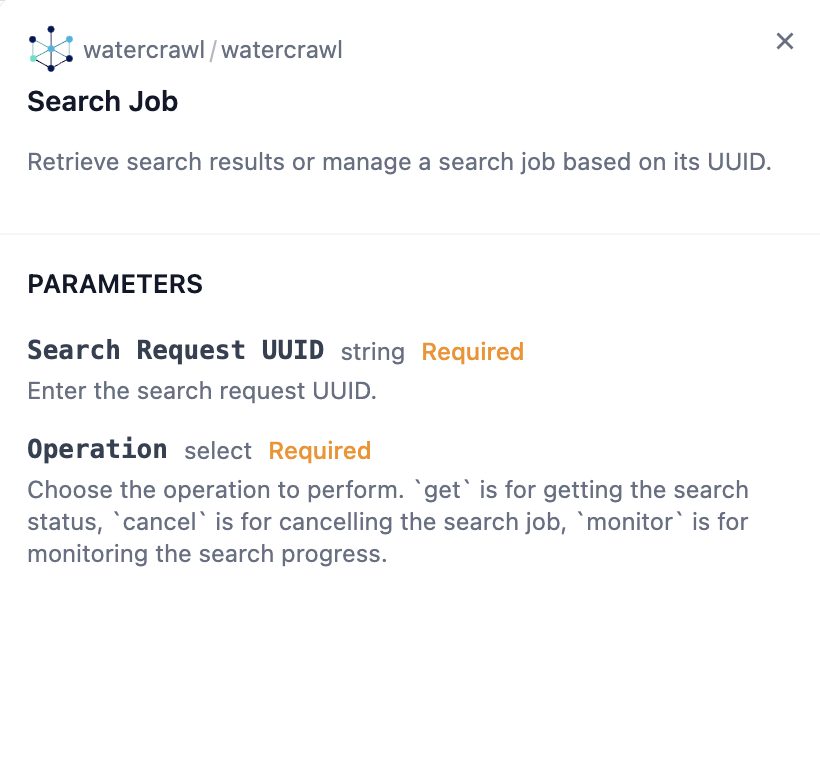 watercrawl/watercrawl
Search Job
Retrieve search results or manage a search job based on its UUID.
PARAMETERS
Search Request UUID string Required
Enter the search request UUID.
Operation select Required
Choose the operation to perform. `get` is for getting the search
status, `cancel` is for cancelling the search job, `monitor` is for
monitoring the search progress.